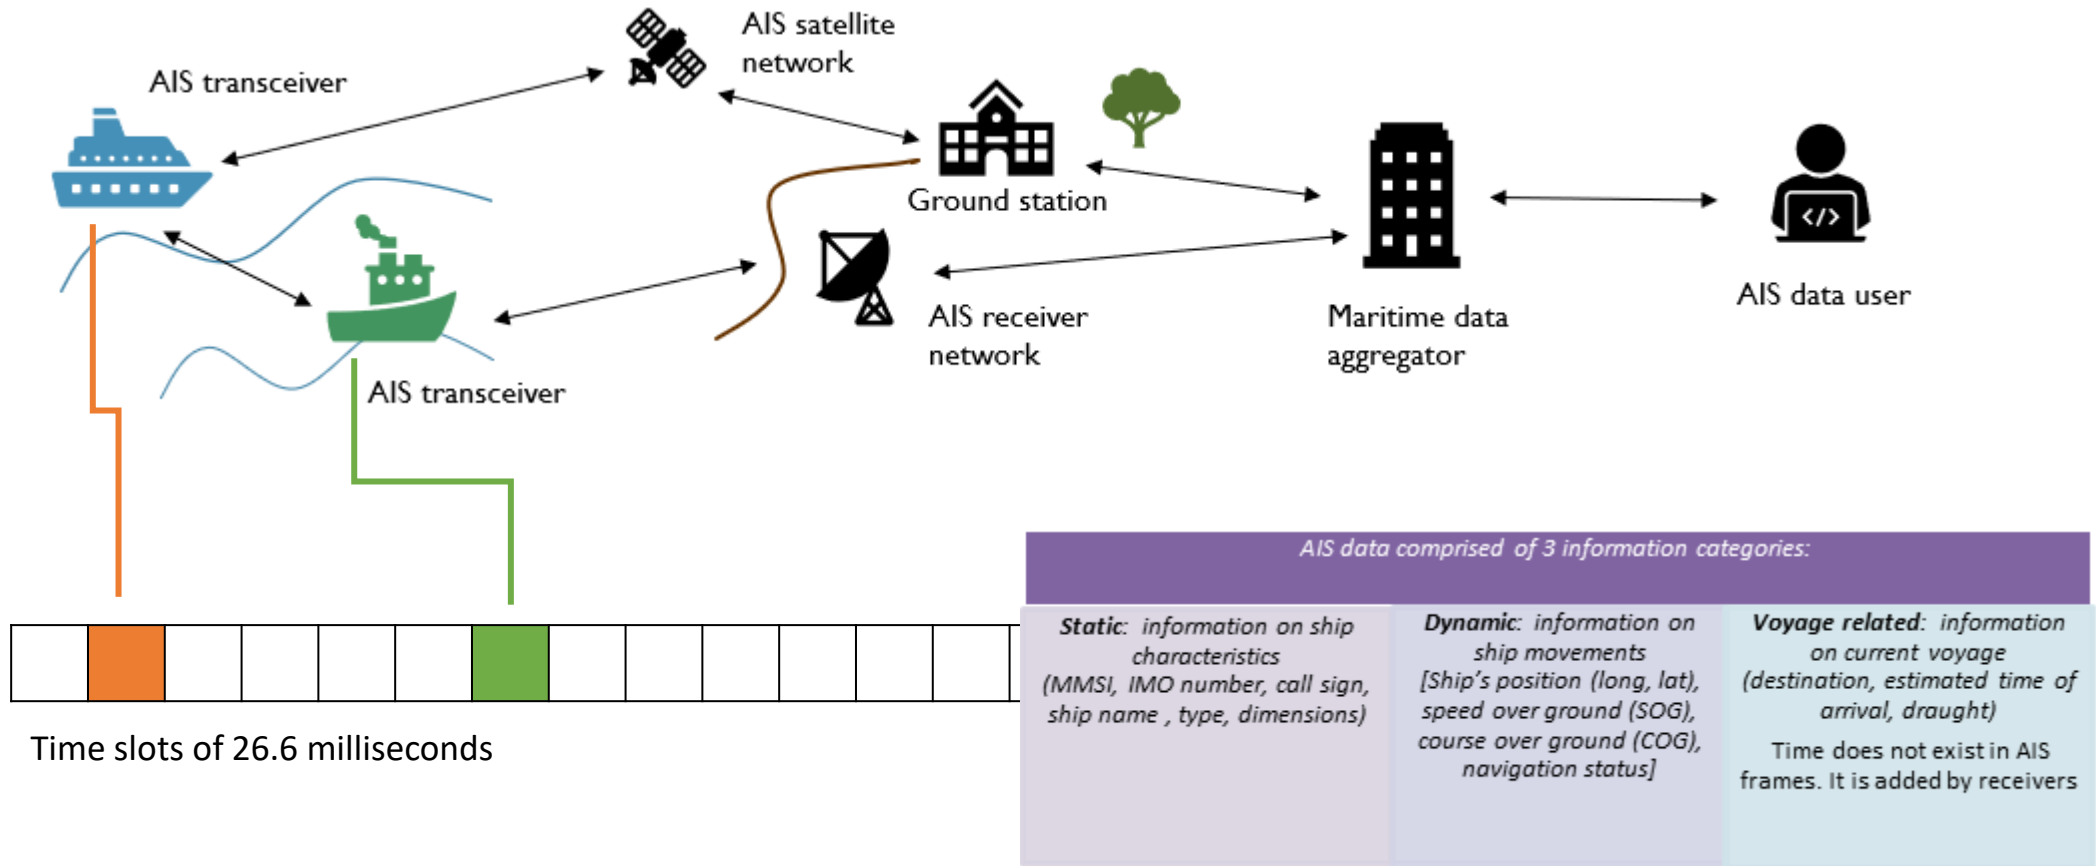 AIS satellite
network
AIS transceiver
Ground station
</>
AIS receiver
network
Maritime data
aggregator
AIS data user
AIS transceiver
Time slots of 26.6 milliseconds
AIS data comprised of 3 information categories:
Static: information on ship
characteristics
(MMSI, IMO number, call sign,
ship name , type, dimensions)
Dynamic: information on
ship movements
[Ship's position (long, lat),
speed over ground (SOG),
course over ground (COG),
navigation status]
Voyage related: information
on current voyage
(destination, estimated time of
arrival, draught)
Time does not exist in AIS
frames. It is added by receivers